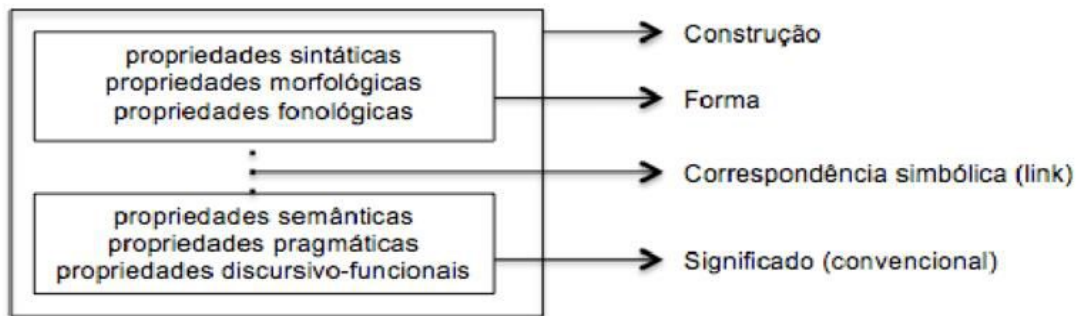 Construção
propriedades sintáticas
propriedades morfológicas
propriedades fonológicas
Forma
Correspondência simbólica (link)
propriedades semânticas
propriedades pragmáticas
propriedades discursivo-funcionais
Significado (convencional)